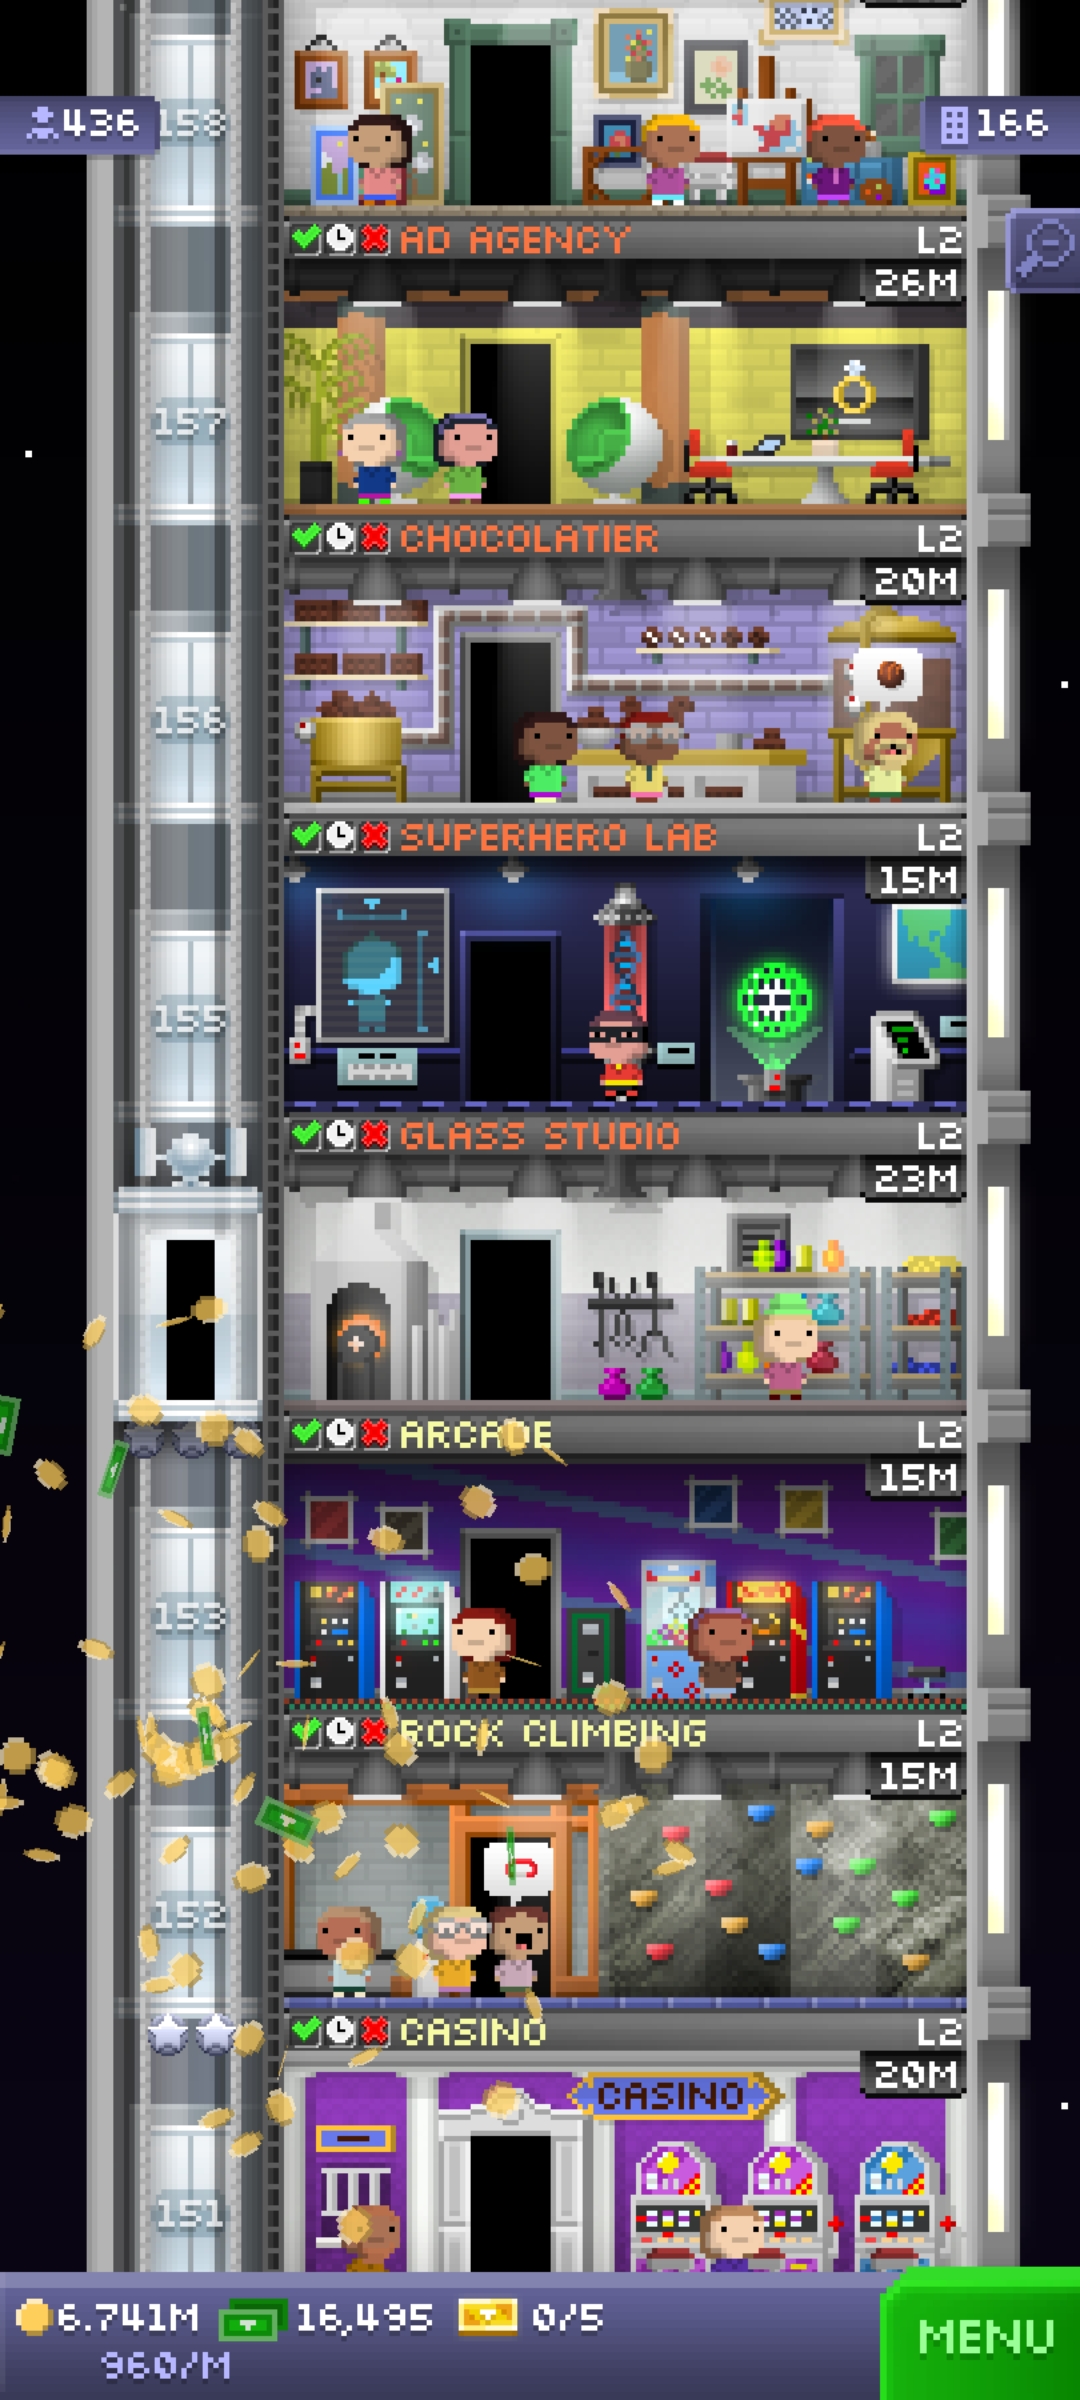 436
158
166
AD AGENCY L2
26M
157
CHOCOLATIER L2
20M
156
SUPERHERO LAB L2
15M
155
GLASS STUDIO L2
23M
ARCADE L2
15M
153
ROCK CLIMBING L2
15M
152
CASINO L2
20M
CASINO
151
6.741M 16,495 0/5
960/M
MENU